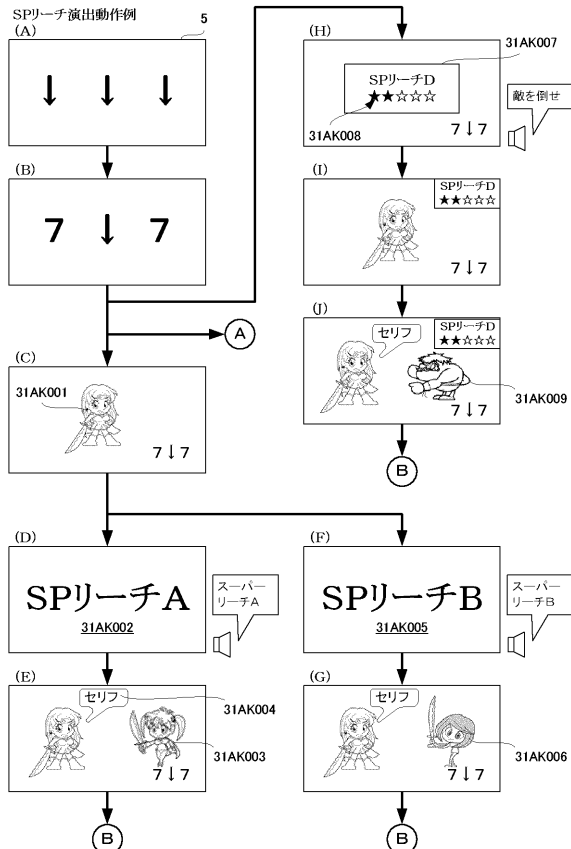 SPリーチ演出動作例
(A)
5
↓ ↓ ↓
(B)
7 ↓ 7
A
(C)
31AK001
7↓7
(D)
SPリーチA
31AK002
スーパー
リーチA
(E)
セリフ
31AK004
31AK003
7↓7
B
(F)
SPリーチB
31AK005
スーパー
リーチB
(G)
セリフ
31AK006
7↓7
B
(H)
31AK007
SPリーチD
★★☆☆☆
31AK008
7↓7
敵を倒せ
(I)
SPリーチD
★★☆☆☆
7↓7
(J)
セリフ
SPリーチD
★★☆☆☆
31AK009
7↓7
B